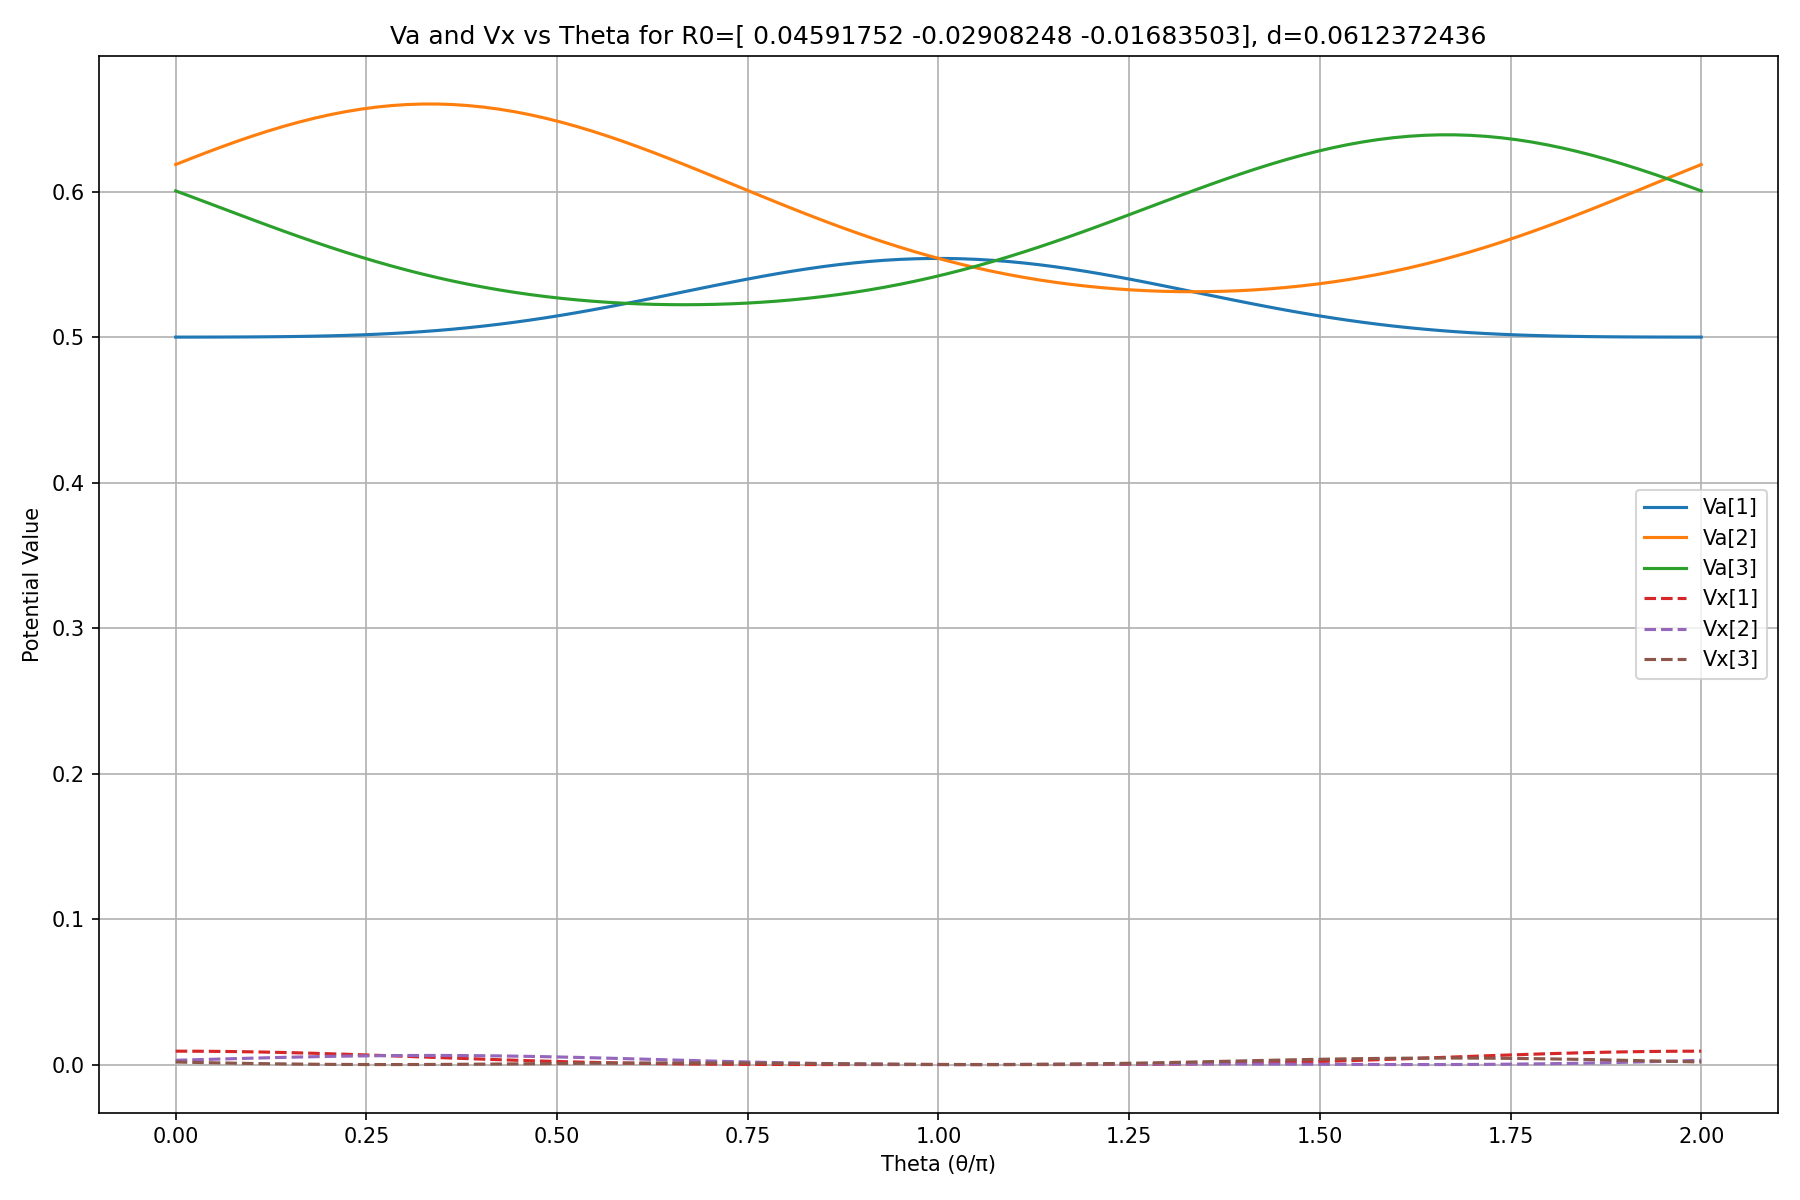 Va and Vx vs Theta for R0=[ 0.04591752 -0.02908248 -0.01683503], d=0.0612372436
Potential Value
0.6
0.5
0.4
0.3
0.2
0.1
0.0
Va[1]
Va[2]
Va[3]
Vx[1]
Vx[2]
Vx[3]
0.00 0.25 0.50 0.75 1.00 1.25 1.50 1.75 2.00
Theta (θ/π)